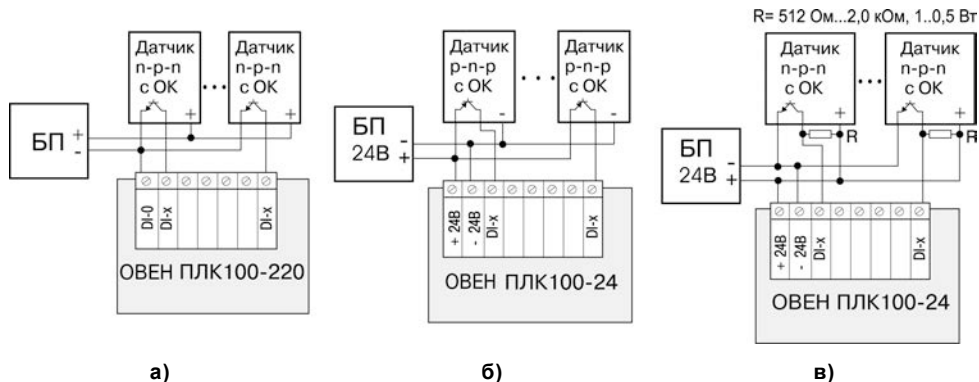 R= 512 Ом...2,0 кОм, 1..0,5 Вт
Датчик
n-p-n
с ОК
+
...
Датчик
n-p-n
с ОК
+
БП
+
-
DI-0
DI-x
DI-x
ОВЕН ПЛК100-220
а)
Датчик
p-n-p
с ОК
-
...
Датчик
p-n-p
с ОК
-
БП
24В
-
+
+ 24В
- 24В
DI-x
DI-x
ОВЕН ПЛК100-24
б)
Датчик
n-p-n
с ОК
+
R
...
Датчик
n-p-n
с ОК
+
R
БП
24В
-
+
+ 24В
- 24В
DI-x
DI-x
ОВЕН ПЛК100-24
в)